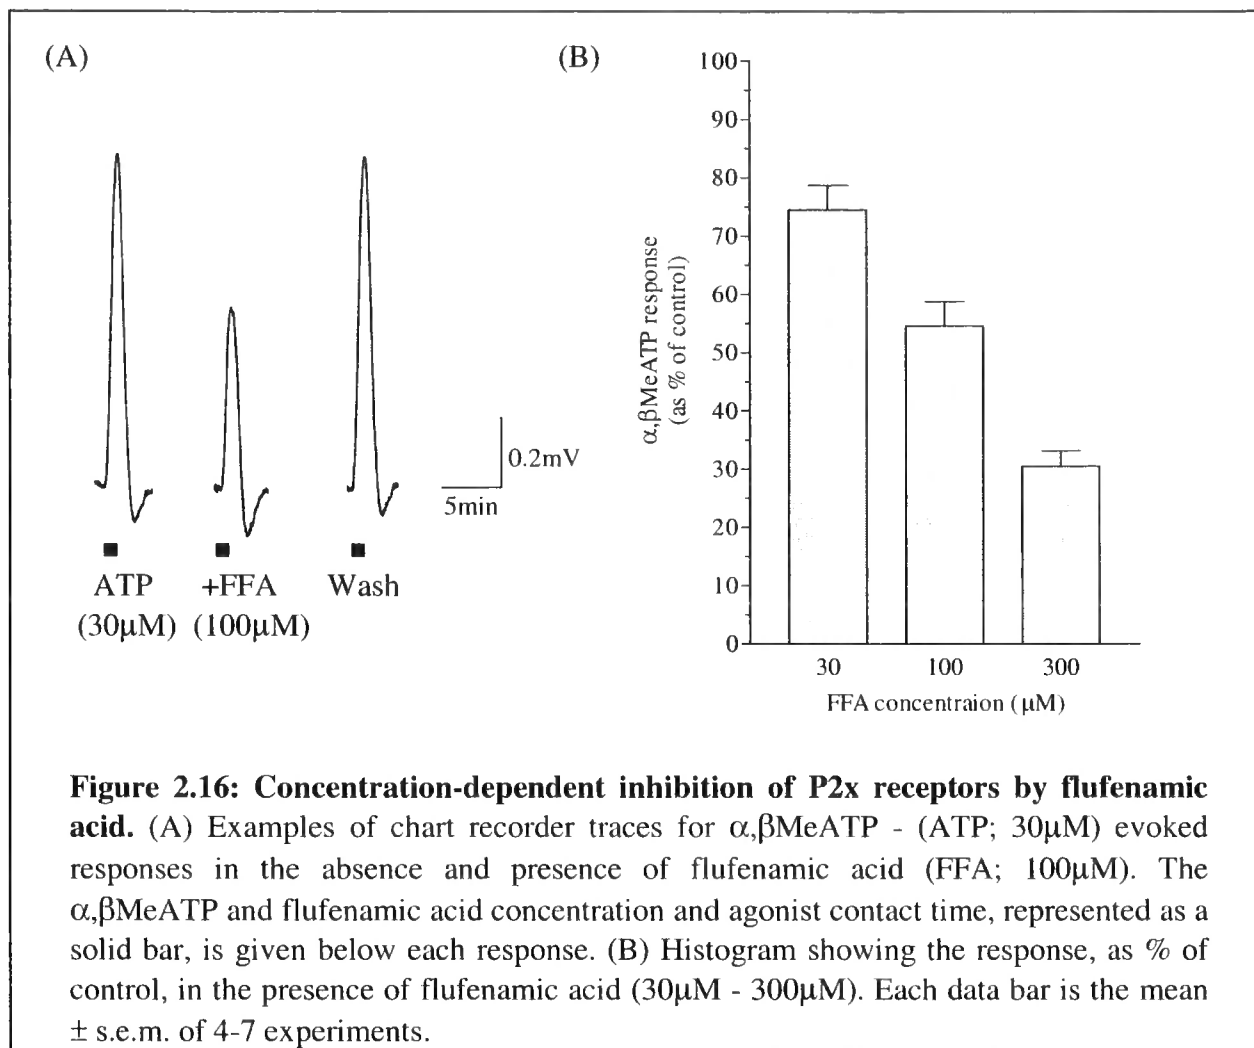 (A)
ATP
(30μM)
+FFA
(100μM)
Wash
0.2mV
5min
(B)
α,βMeATP response
(as % of control)
100
90
80
70
60
50
40
30
20
10
0
30
100
300
FFA concentraion (μM)
Figure 2.16: Concentration-dependent inhibition of P2x receptors by flufenamic
acid. (A) Examples of chart recorder traces for α,βMeATP - (ATP; 30μM) evoked
responses in the absence and presence of flufenamic acid (FFA; 100μM). The
α,βMeATP and flufenamic acid concentration and agonist contact time, represented as a
solid bar, is given below each response. (B) Histogram showing the response, as % of
control, in the presence of flufenamic acid (30μM - 300μM). Each data bar is the mean
± s.e.m. of 4-7 experiments.